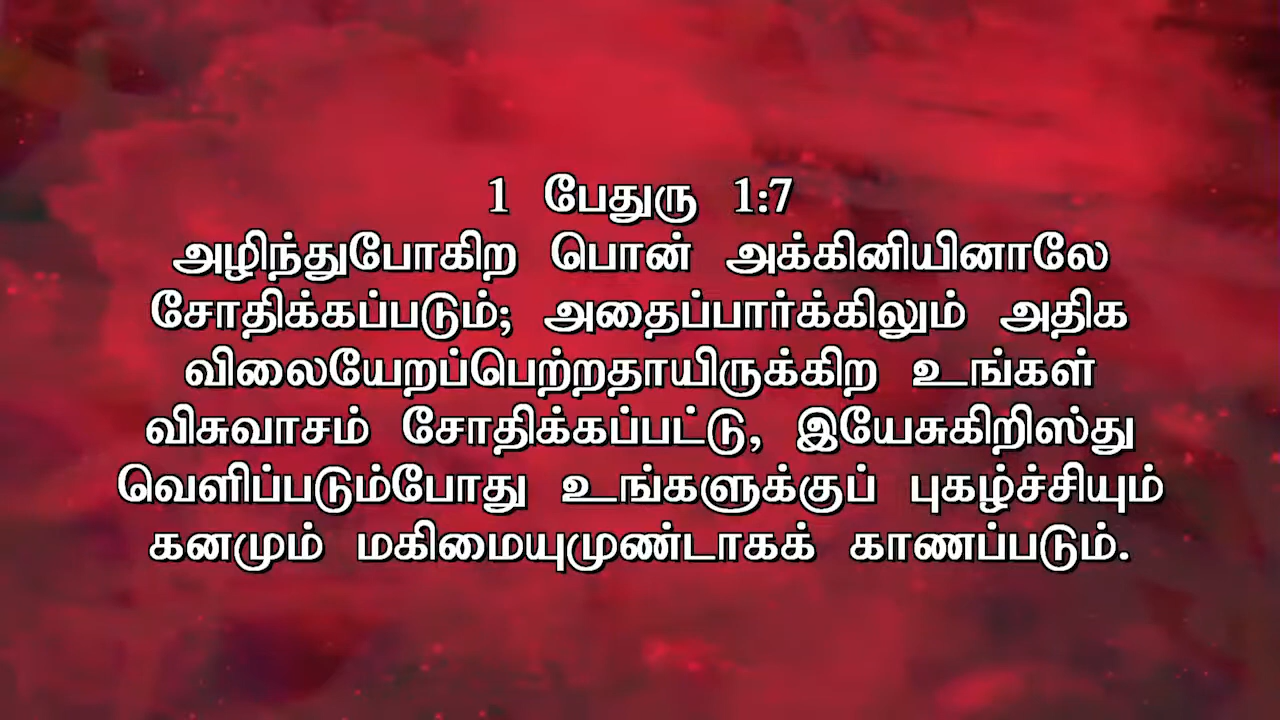 1 பேதுரு 1:7
அழிந்துபோகிற பொன் அக்கினியினாலே
சோதிக்கப்படும்; அதைப்பார்க்கிலும் அதிக
விலையேறப்பெற்றதாயிருக்கிற உங்கள்
விசுவாசம் சோதிக்கப்பட்டு, இயேசுகிறிஸ்து
வெளிப்படும்போது உங்களுக்குப் புகழ்ச்சியும்
கனமும் மகிமையுமுண்டாகக் காணப்படும்.